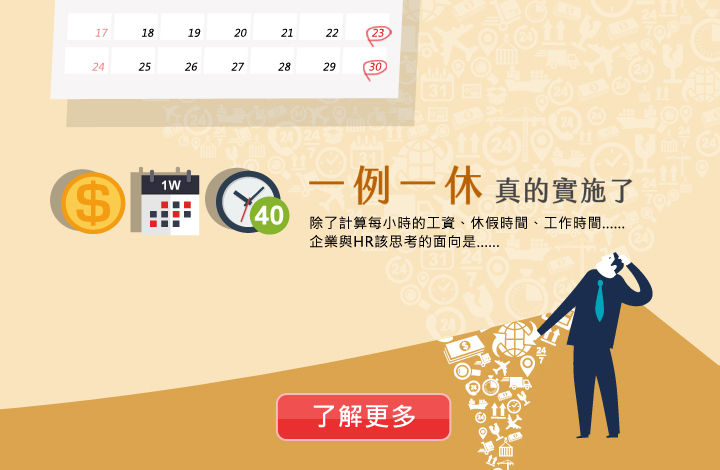 17 18 19 20 21 22 23
24 25 26 27 28 29 30
1W
40
一例一休 真的實施了
除了計算每小時的工資、休假時間、工作時間......
企業與HR該思考的面向是......
24
7
了解更多